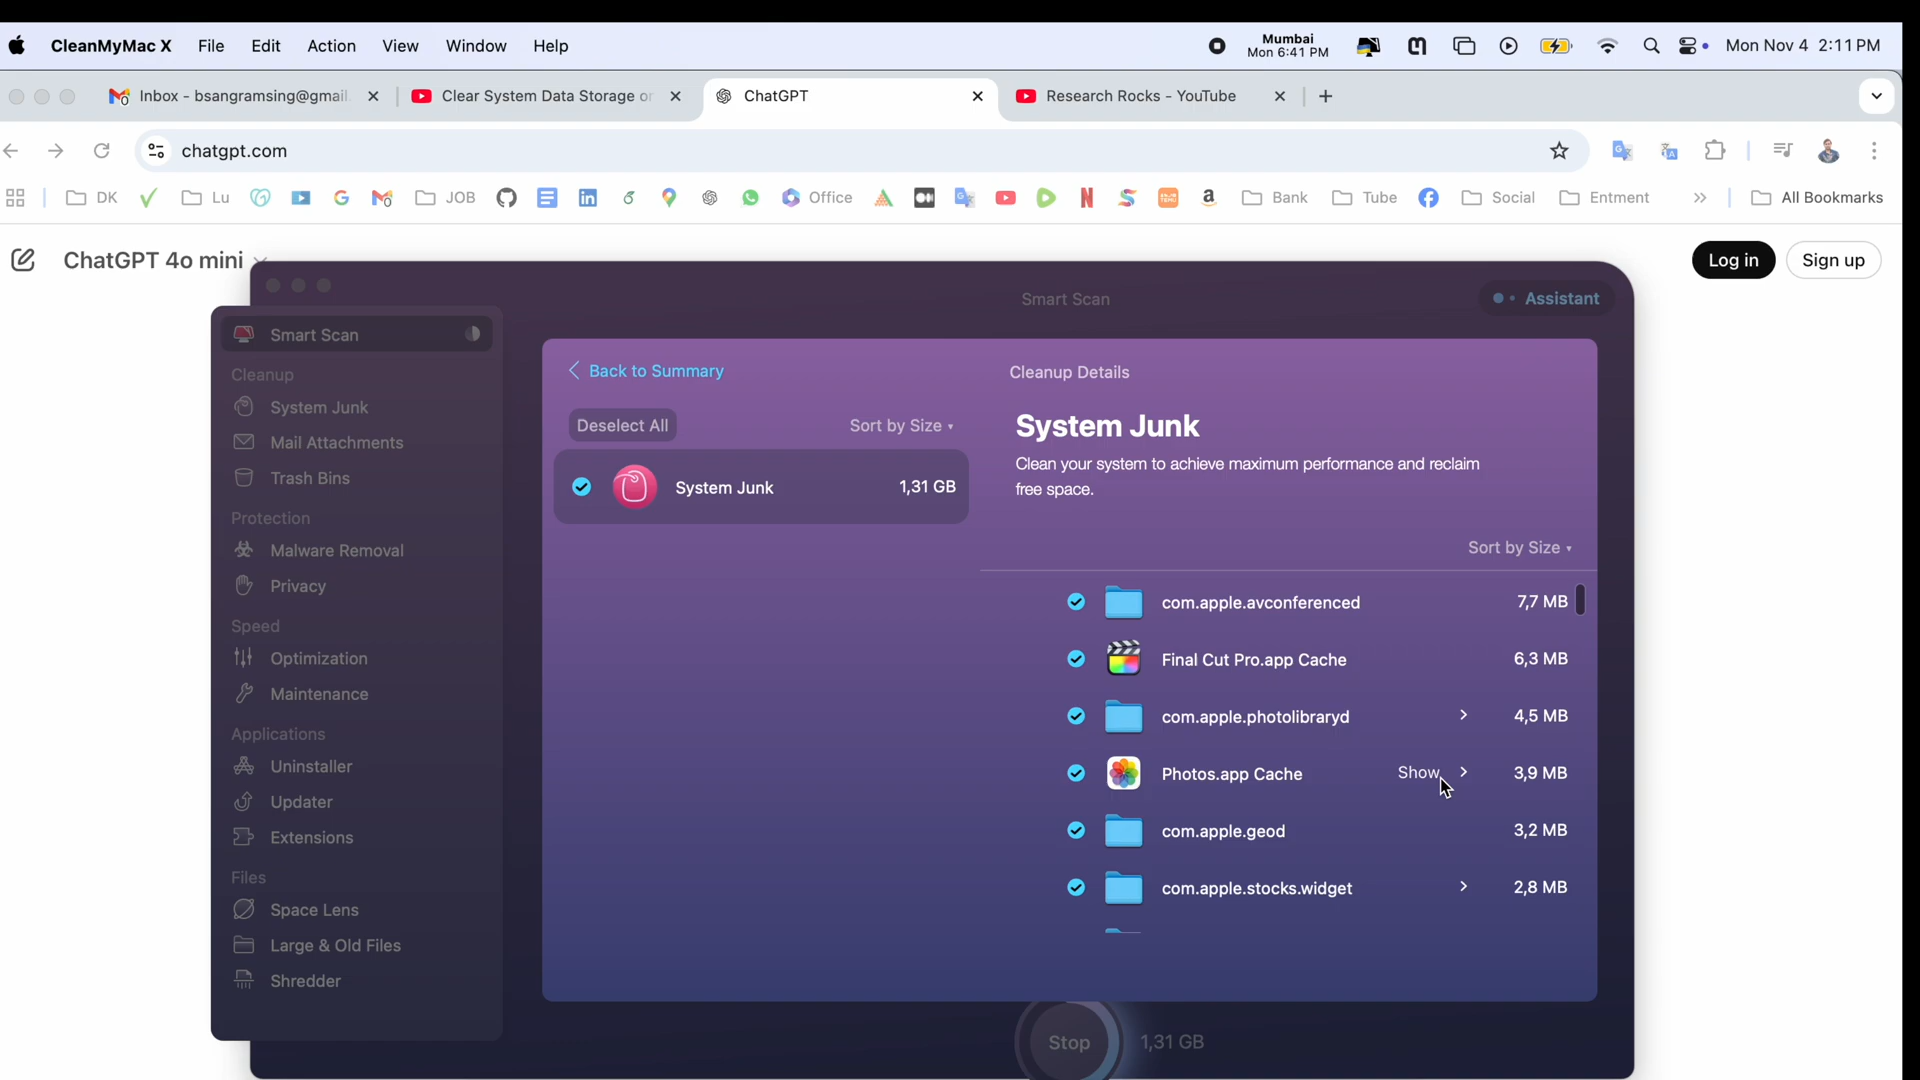 CleanMyMac X File Edit Action View Window Help
Mumbai
Mon 6:41 PM
Mon Nov 4 2:11 PM
Inbox - bsangramsing@gmail.
Clear System Data Storage or
ChatGPT
Research Rocks - YouTube
chatgpt.com
DK
Lu
JOB
Office
Bank
Tube
Social
Entment
All Bookmarks
ChatGPT 4o mini
Log in
Sign up
Smart Scan
Assistant
Smart Scan
Cleanup
System Junk
Mail Attachments
Trash Bins
Protection
Malware Removal
Privacy
Speed
Optimization
Maintenance
Applications
Uninstaller
Updater
Extensions
Files
Space Lens
Large & Old Files
Shredder
Back to Summary
Cleanup Details
Deselect All
Sort by Size
System Junk 1,31 GB
System Junk
Clean your system to achieve maximum performance and reclaim
free space.
Sort by Size
com.apple.avconferenced 7,7 MB
Final Cut Pro.app Cache 6,3 MB
com.apple.photolibraryd 4,5 MB
Photos.app Cache Show 3,9 MB
com.apple.geod 3,2 MB
com.apple.stocks.widget 2,8 MB
Stop 1,31 GB